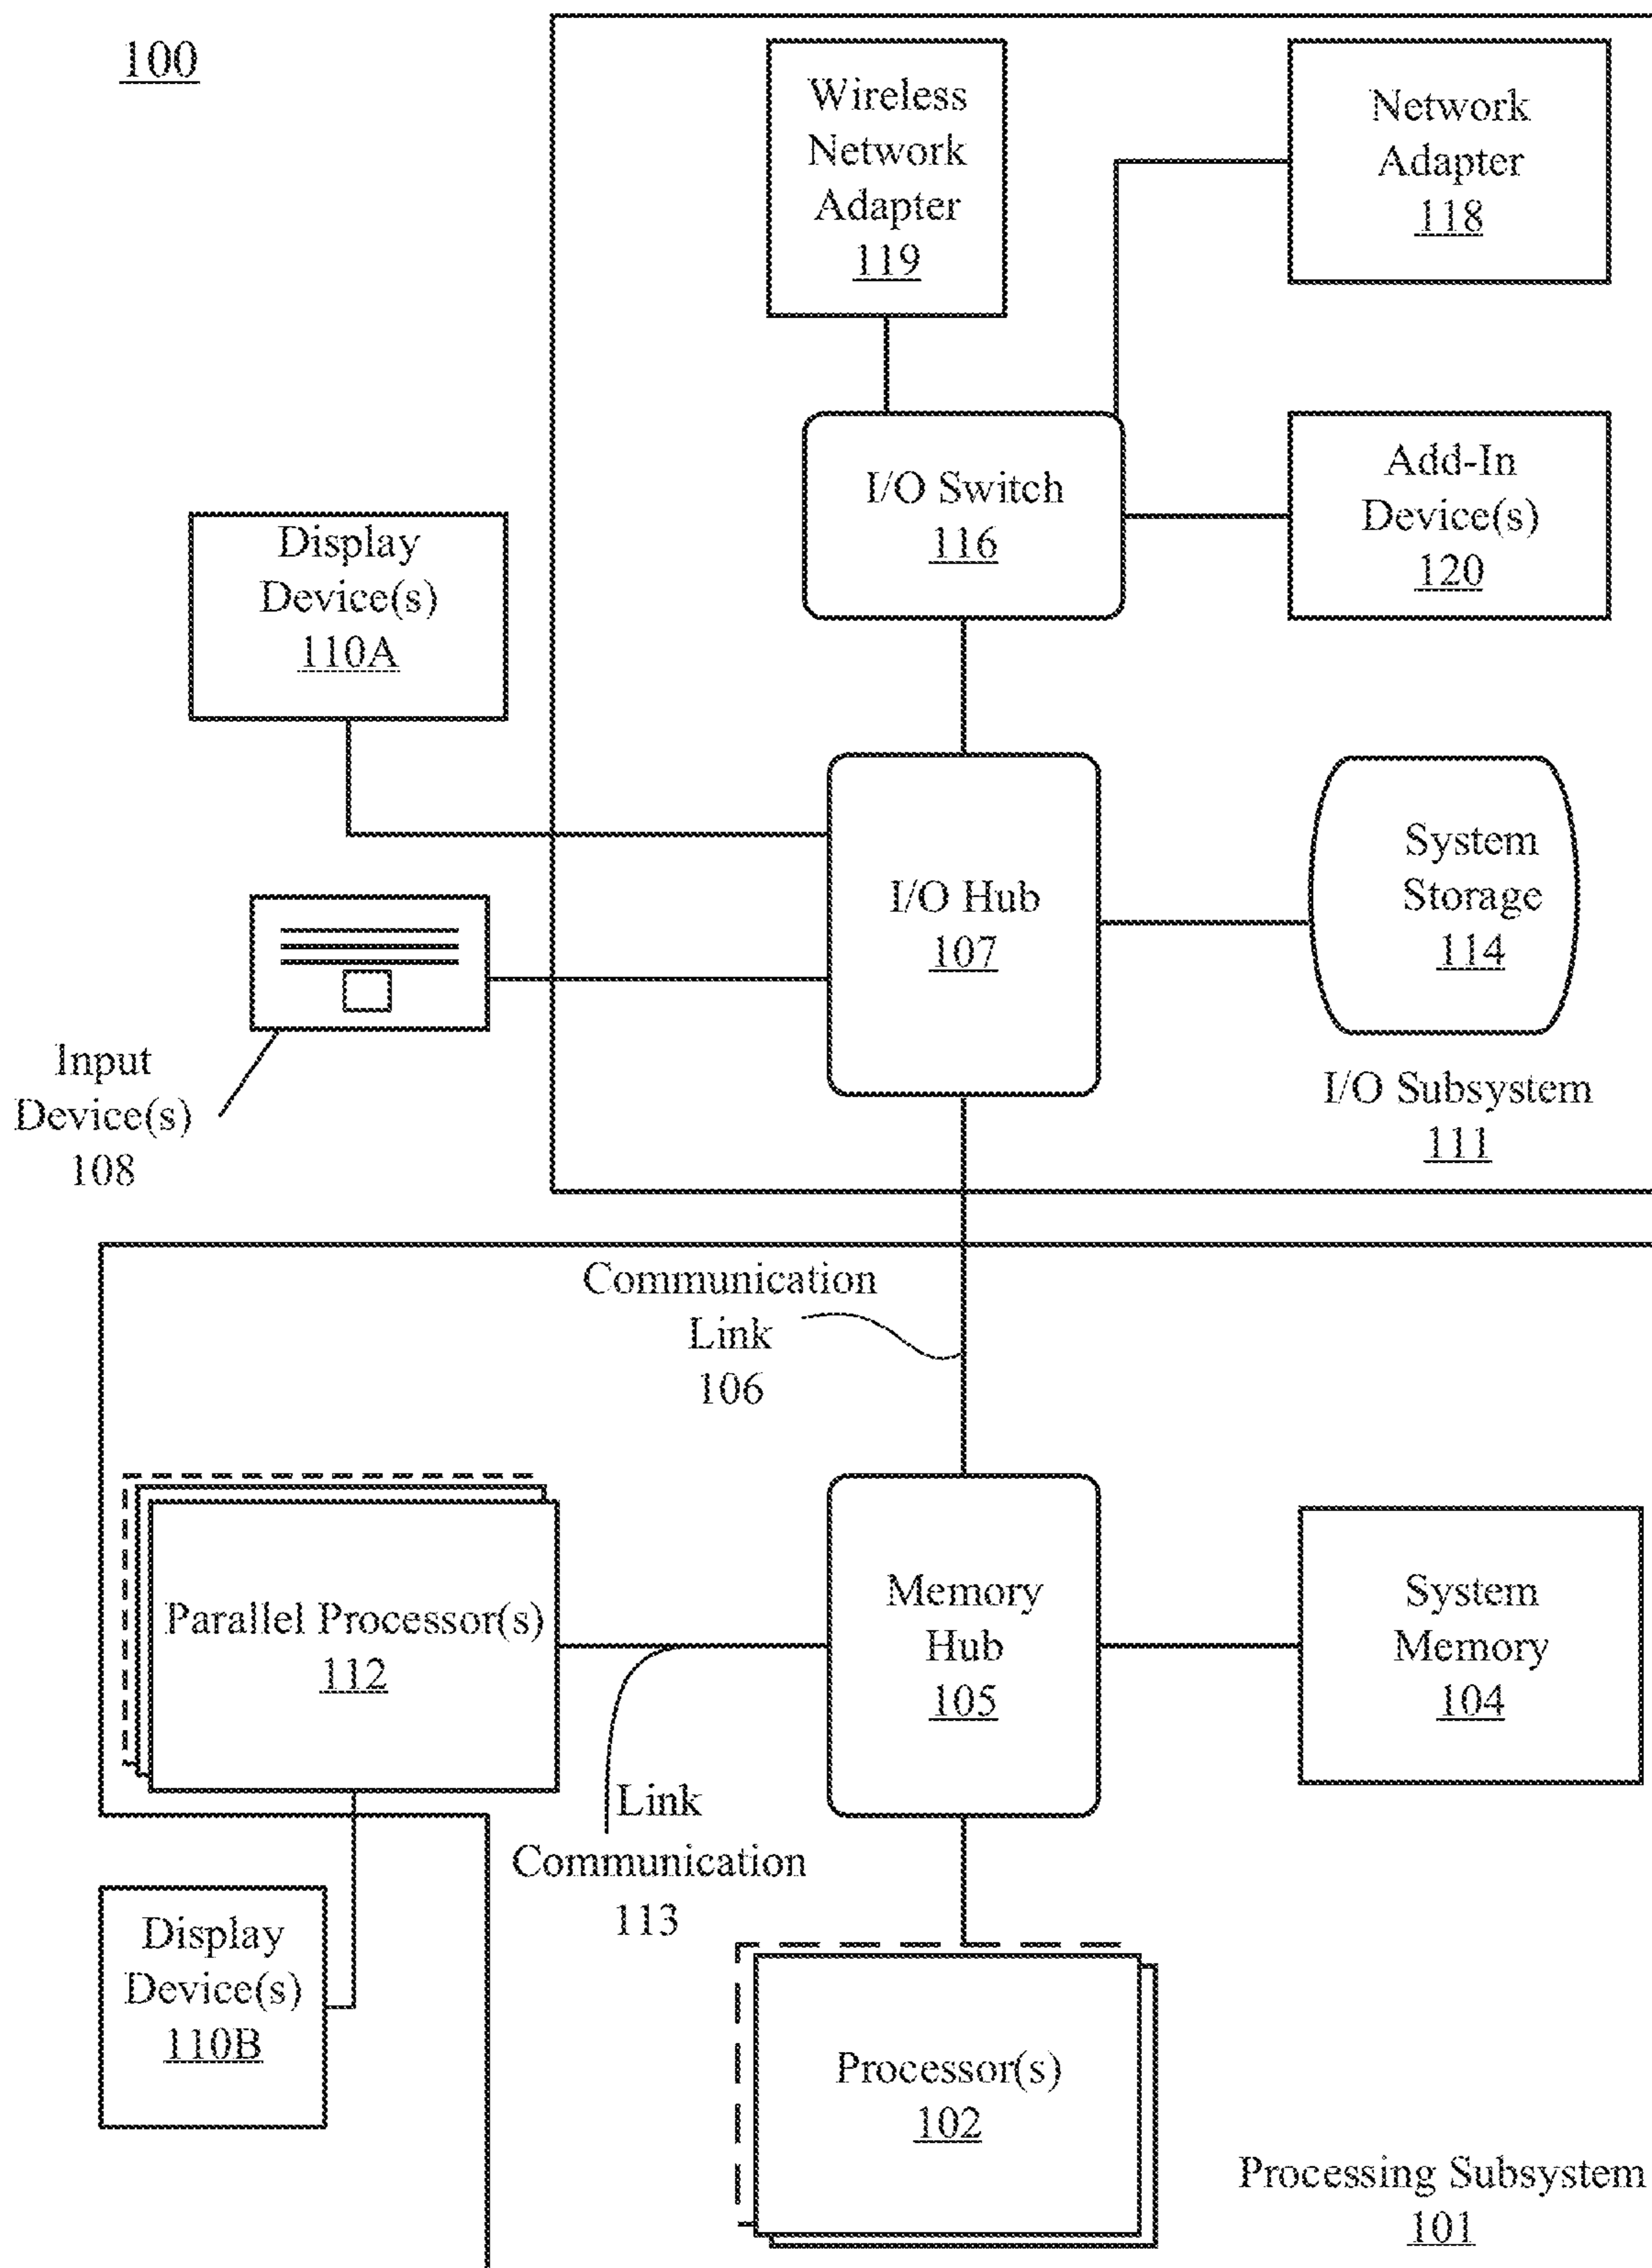 100
Wireless
Network
Adapter
119
Network
Adapter
118
I/O Switch
116
Add-In
Device(s)
120
Display
Device(s)
110A
I/O Hub
107
System
Storage
114
Input
Device(s)
108
I/O Subsystem
111
Communication
Link
106
Parallel Processor(s)
112
Memory
Hub
105
System
Memory
104
Link
Communication
113
Display
Device(s)
110B
Processor(s)
102
Processing Subsystem
101